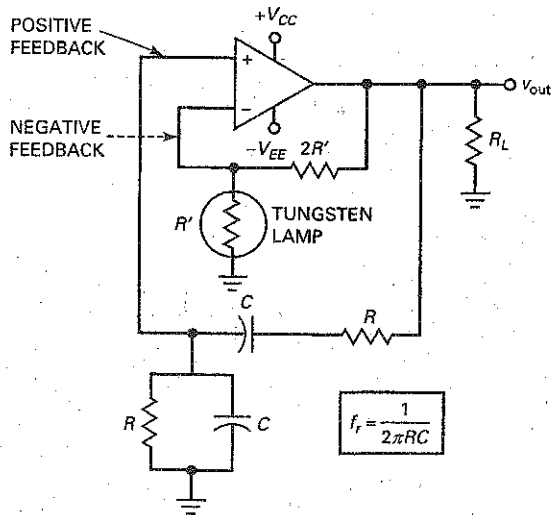 POSITIVE
FEEDBACK
+V_CC
+
v_out
−
NEGATIVE
FEEDBACK
−V_EE
2R'
R_L
R'
TUNGSTEN
LAMP
C
R
R
C
f_r = 1/2πRC